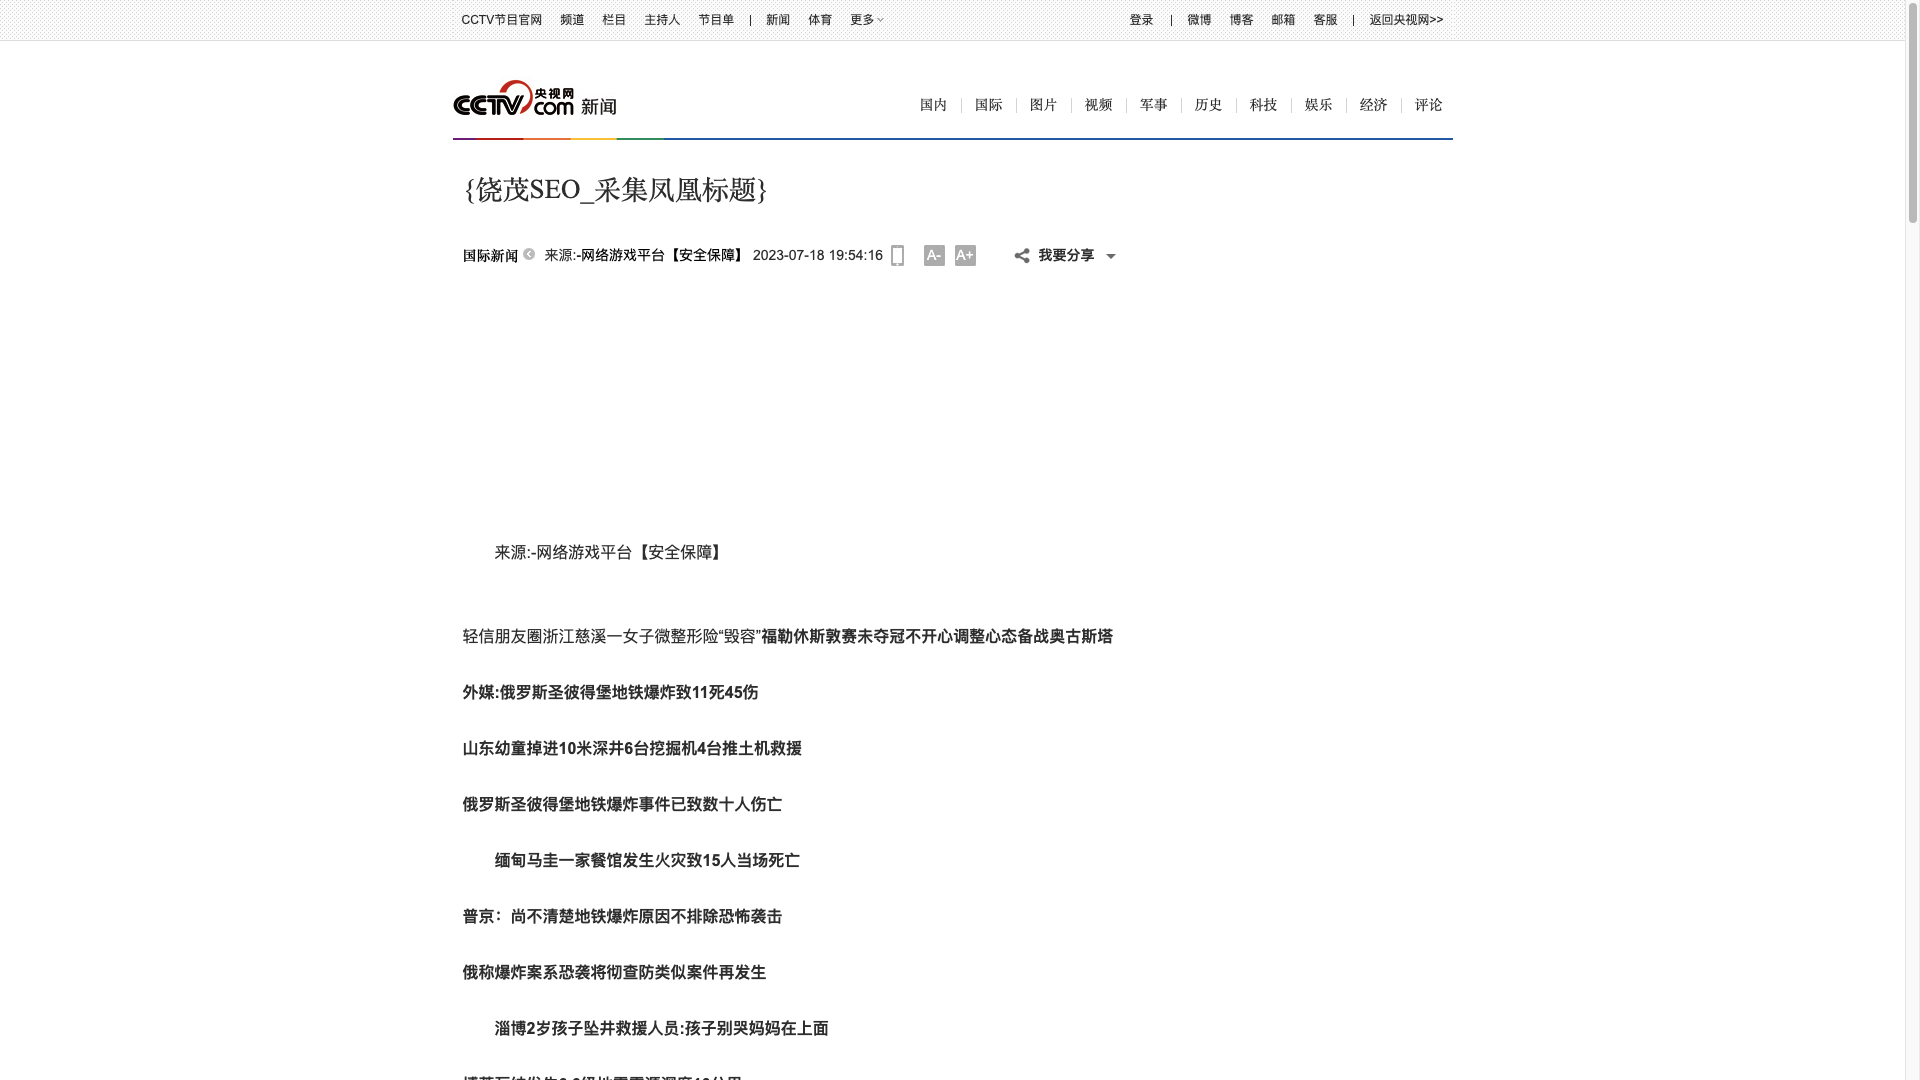 CCTV节目官网 频道 栏目 主持人 节目单 | 新闻 体育 更多 登录 | 微博 博客 邮箱 客服 | 返回央视网>>
CCTV.com 央视网 新闻 国内 国际 图片 视频 军事 历史 科技 娱乐 经济 评论
{饶茂SEO_采集凤凰标题}
国际新闻 来源:-网络游戏平台【安全保障】 2023-07-18 19:54:16 A- A+ 我要分享
来源:-网络游戏平台【安全保障】
轻信朋友圈浙江慈溪一女子微整形险“毁容”福勒休斯敦赛未夺冠不开心调整心态备战奥古斯塔
外媒:俄罗斯圣彼得堡地铁爆炸致11死45伤
山东幼童掉进10米深井6台挖掘机4台推土机救援
俄罗斯圣彼得堡地铁爆炸事件已致数十人伤亡
缅甸马圭一家餐馆发生火灾致15人当场死亡
普京：尚不清楚地铁爆炸原因不排除恐怖袭击
俄称爆炸案系恐袭将彻查防类似案件再发生
淄博2岁孩子坠井救援人员:孩子别哭妈妈在上面